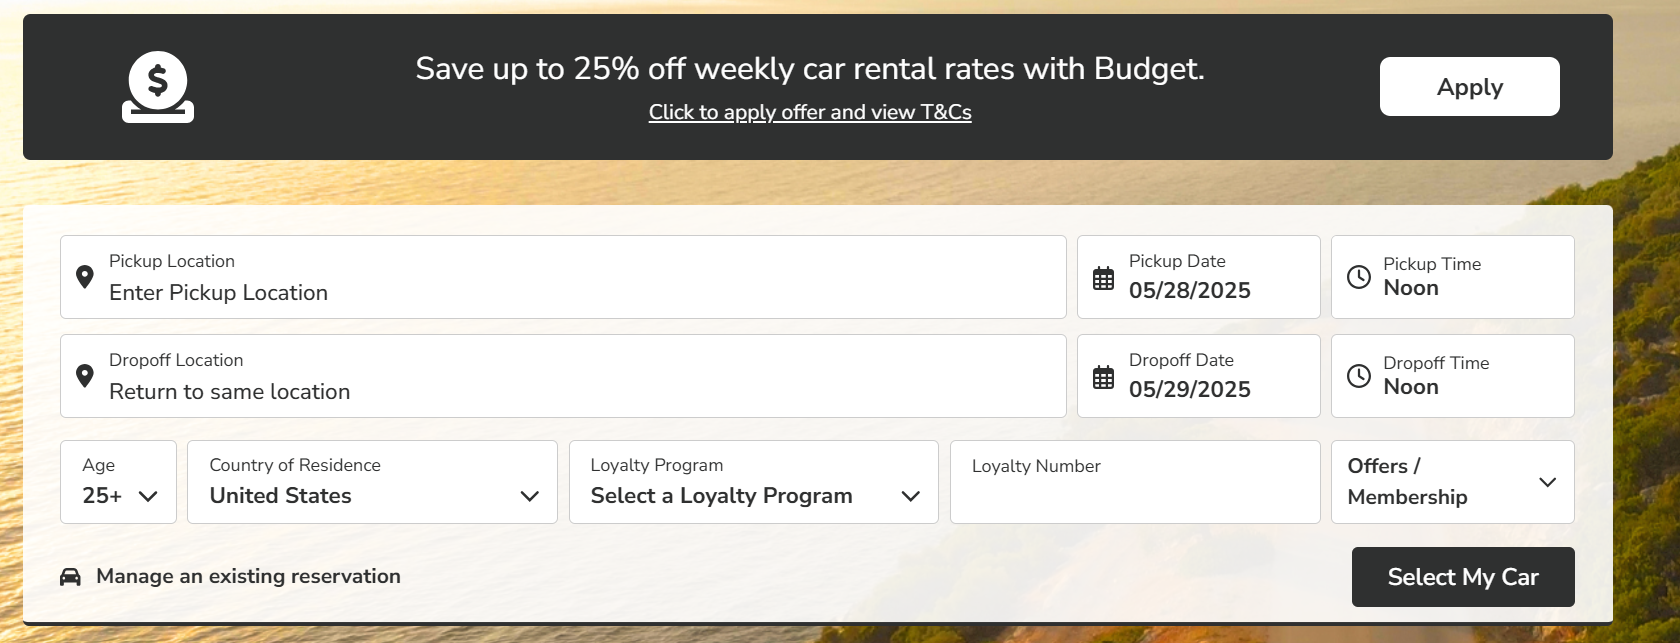 $
Save up to 25% off weekly car rental rates with Budget.
Click to apply offer and view T&Cs
Apply
Pickup Location
Enter Pickup Location
Pickup Date
05/28/2025
Pickup Time
Noon
Dropoff Location
Return to same location
Dropoff Date
05/29/2025
Dropoff Time
Noon
Age
25+
Country of Residence
United States
Loyalty Program
Select a Loyalty Program
Loyalty Number
Offers /
Membership
Manage an existing reservation
Select My Car